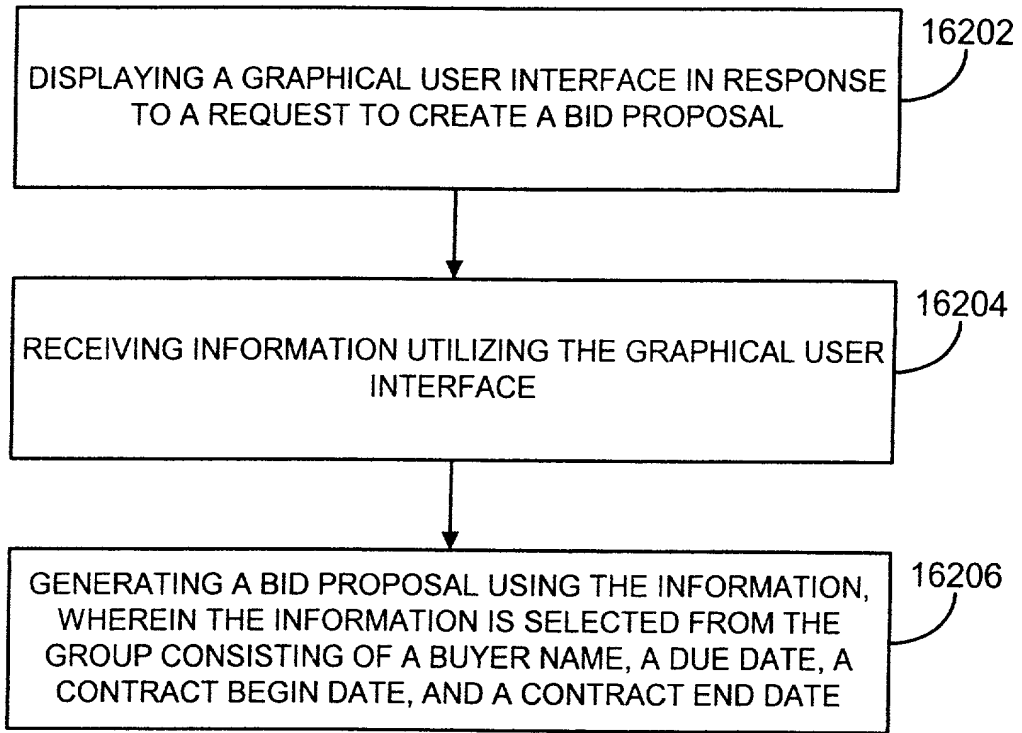 16202
DISPLAYING A GRAPHICAL USER INTERFACE IN RESPONSE
TO A REQUEST TO CREATE A BID PROPOSAL
16204
RECEIVING INFORMATION UTILIZING THE GRAPHICAL USER
INTERFACE
16206
GENERATING A BID PROPOSAL USING THE INFORMATION,
WHEREIN THE INFORMATION IS SELECTED FROM THE
GROUP CONSISTING OF A BUYER NAME, A DUE DATE, A
CONTRACT BEGIN DATE, AND A CONTRACT END DATE